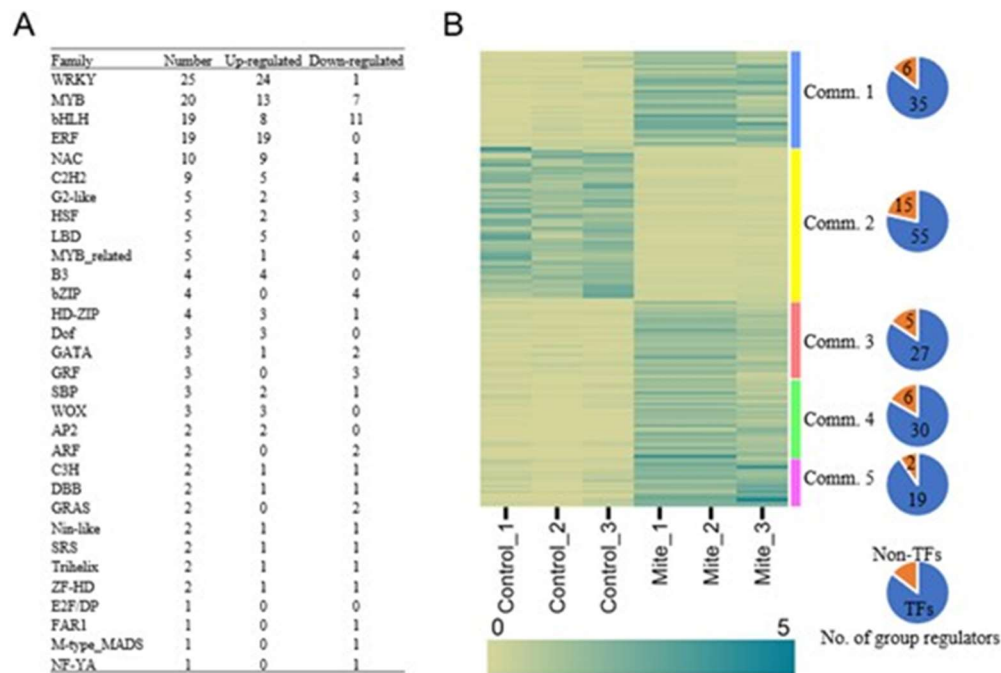 A
Family Number Up-regulated Down-regulated
WRKY 25 24 1
MYB 20 13 7
bHLH 19 8 11
ERF 19 19 0
NAC 10 9 1
C2H2 9 5 4
G2-like 5 2 3
HSF 5 2 3
LBD 5 5 0
MYB_related 5 1 4
B3 4 4 0
bZIP 4 0 4
HD-ZIP 4 3 1
Dof 3 3 0
GATA 3 1 2
GRF 3 0 3
SBP 3 2 1
WOX 3 3 0
AP2 2 2 0
ARF 2 0 2
C3H 2 1 1
DBB 2 1 1
GRAS 2 0 2
Nin-like 2 1 1
SRS 2 1 1
Trihelix 2 1 1
ZF-HD 2 1 1
E2F/DP 1 0 0
FAR1 1 0 1
M-type_MADS 1 0 1
NF-YA 1 0 1
B
Comm. 1
6
35
Comm. 2
15
55
Comm. 3
5
27
Comm. 4
6
30
Comm. 5
2
19
Control_1
Control_2
Control_3
Mite_1
Mite_2
Mite_3
0 5
Non-TFs
TFs
No. of group regulators